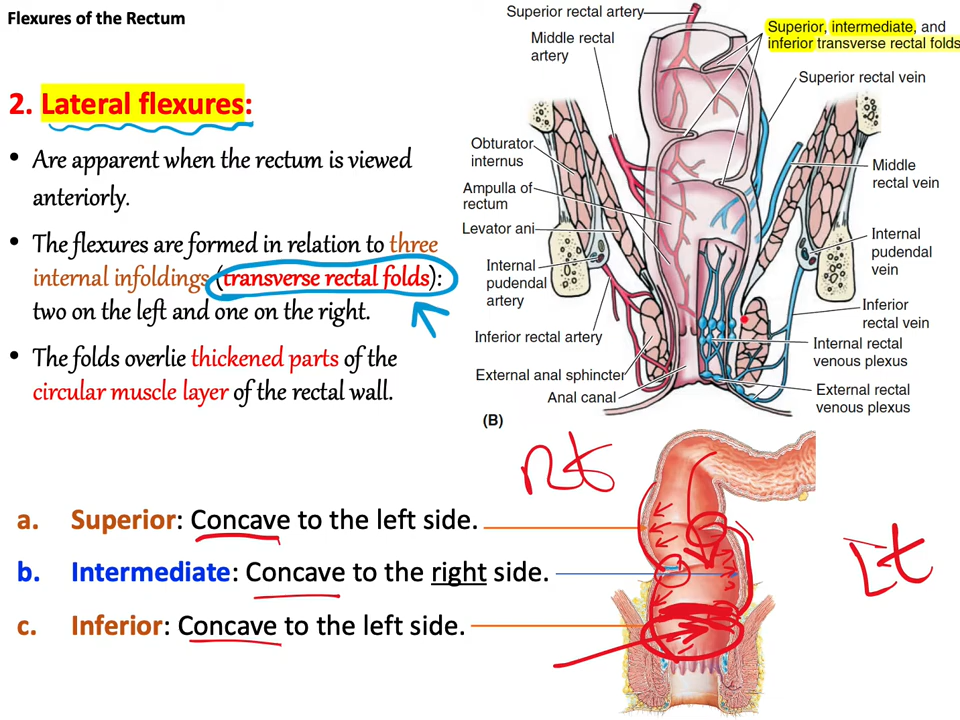 Flexures of the Rectum
2. Lateral flexures:
• Are apparent when the rectum is viewed
anteriorly.
• The flexures are formed in relation to three
internal infoldings (transverse rectal folds):
two on the left and one on the right.
• The folds overlie thickened parts of the
circular muscle layer of the rectal wall.
a. Superior: Concave to the left side.
b. Intermediate: Concave to the right side.
c. Inferior: Concave to the left side.
Superior rectal artery
Middle rectal
artery
Obturator
internus
Ampulla of
rectum
Levator ani
Internal
pudendal
artery
Inferior rectal artery
External anal sphincter
Anal canal
(B)
Superior, intermediate, and
inferior transverse rectal folds
Superior rectal vein
Middle
rectal vein
Internal
pudendal
vein
Inferior
rectal vein
Internal rectal
venous plexus
External rectal
venous plexus
Rt
Lt